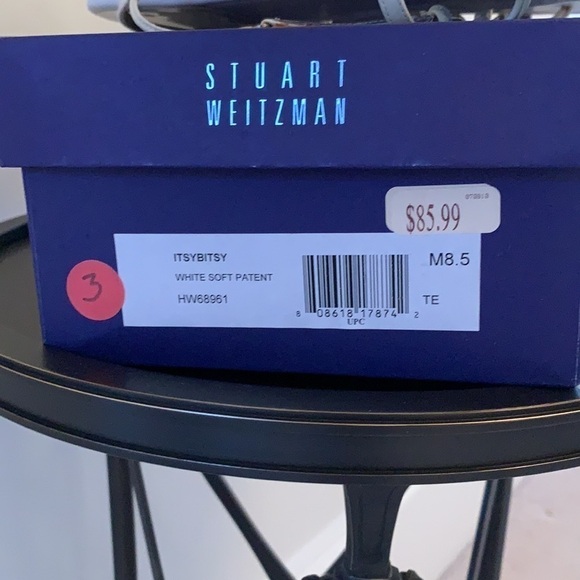 STUART
WEITZMAN
$85.99
ITSYBITSY
WHITE SOFT PATENT
HW68961
M8.5
TE
8 08618 17874 2
UPC
3